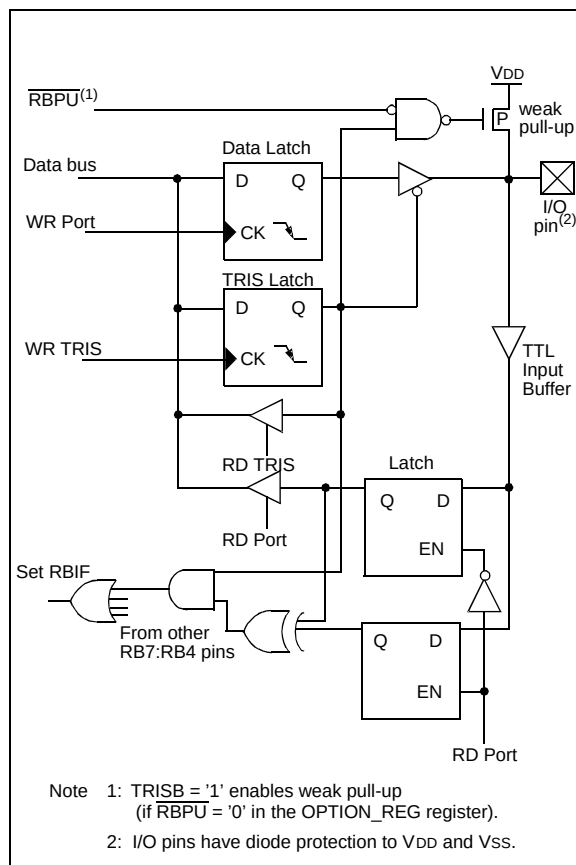 VDD
RBPU(1)
P
weak
pull-up
Data Latch
Data bus
D Q
I/O
pin(2)
WR Port
CK
TRIS Latch
D Q
WR TRIS
CK
TTL
Input
Buffer
RD TRIS
Latch
Q D
RD Port
EN
Set RBIF
From other
RB7:RB4 pins
Q D
EN
RD Port
Note 1: TRISB = '1' enables weak pull-up
(if RBPU = '0' in the OPTION_REG register).
2: I/O pins have diode protection to VDD and VSS.